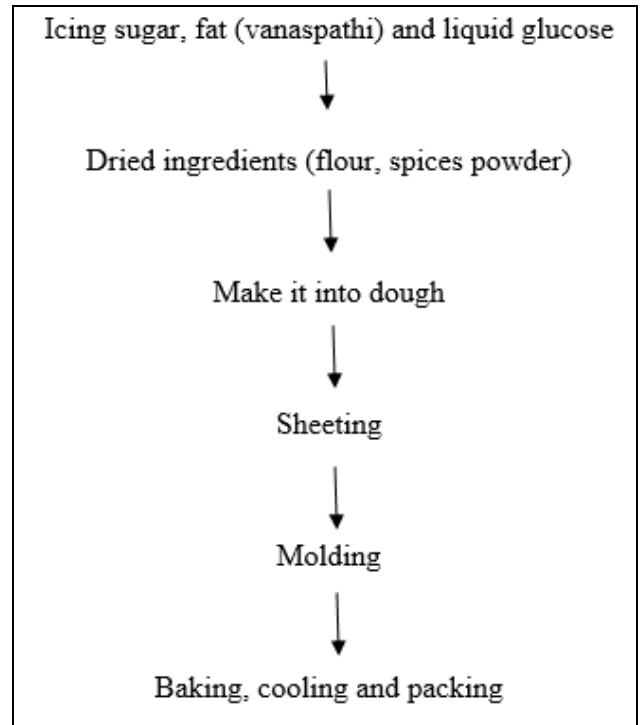 Icing sugar, fat (vanaspathi) and liquid glucose
Dried ingredients (flour, spices powder)
Make it into dough
Sheeting
Molding
Baking, cooling and packing